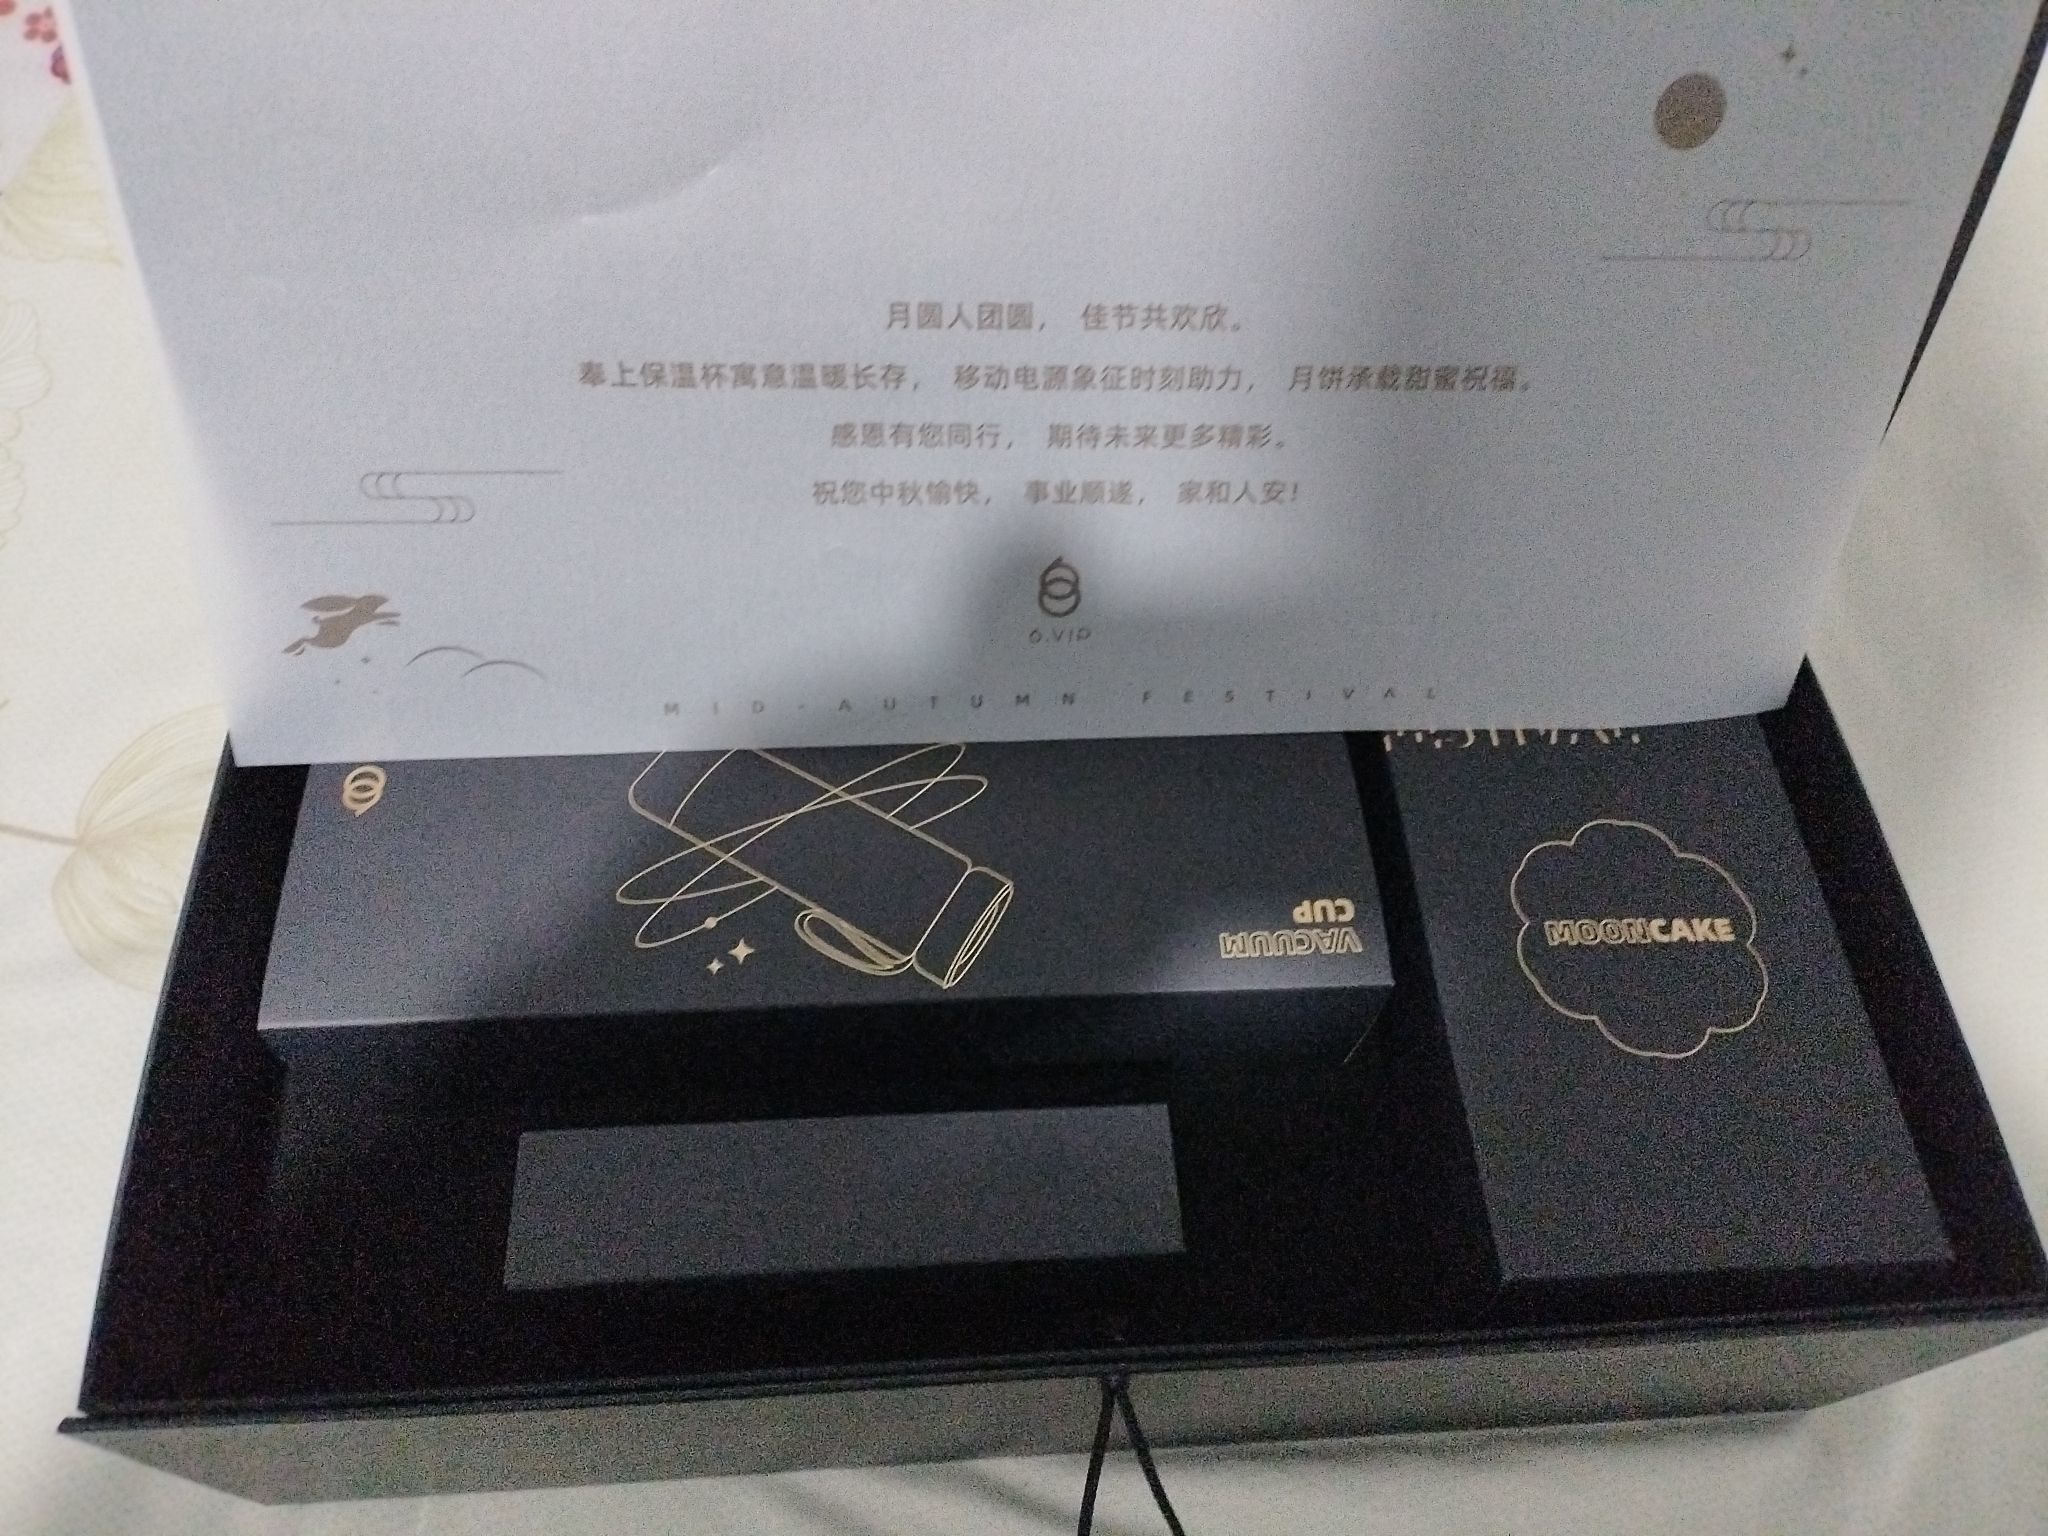 月圆人团圆， 佳节共欢欣。
奉上保温杯寓意温暖长存， 移动电源象征时刻助力， 月饼承载甜蜜祝福。
感恩有您同行， 期待未来更多精彩。
祝您中秋愉快， 事业顺遂， 家和人安！
6.VIP
MID-AUTUMN FESTIVAL
VACUUM
CUP
MOONCAKE